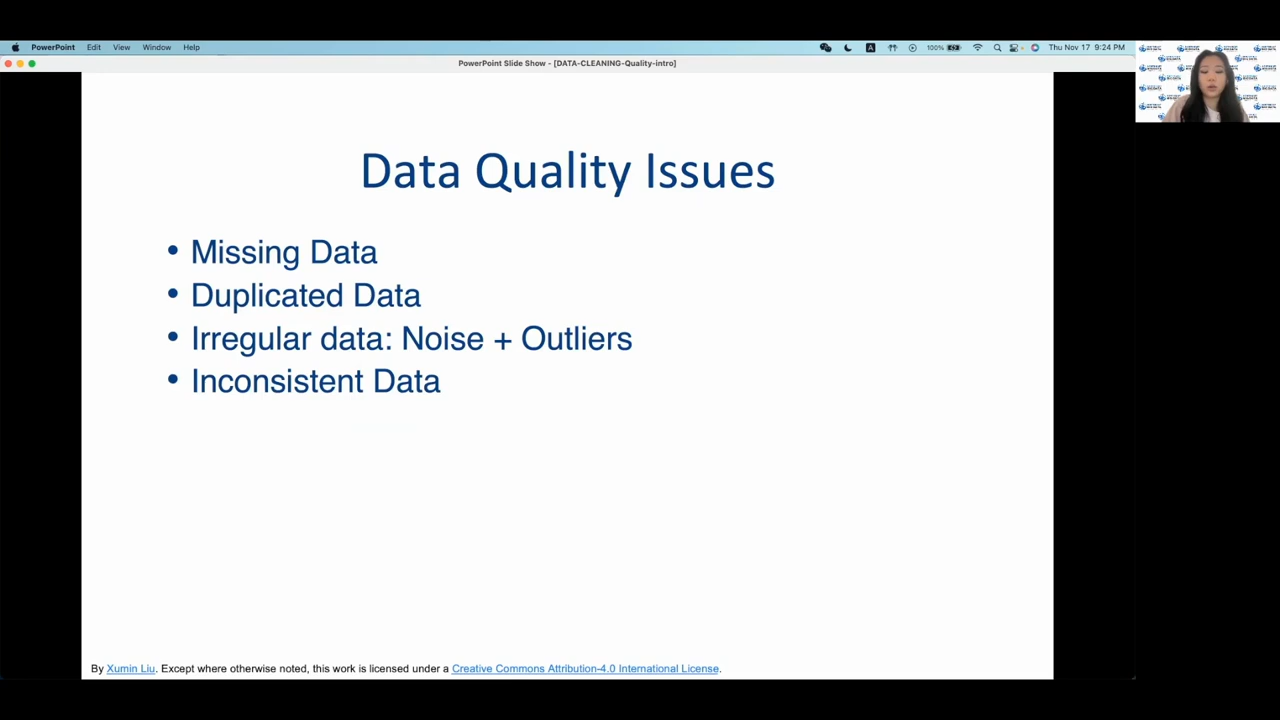 PowerPoint Edit View Window Help
100% Thu Nov 17 9:24 PM
PowerPoint Slide Show - [DATA-CLEANING-Quality-intro]
Data Quality Issues
• Missing Data
• Duplicated Data
• Irregular data: Noise + Outliers
• Inconsistent Data
By Xumin Liu. Except where otherwise noted, this work is licensed under a Creative Commons Attribution-4.0 International License.